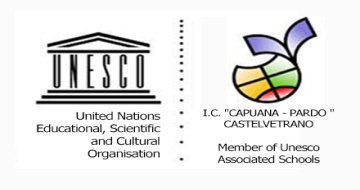 UNESCO
United Nations
Educational, Scientific
and Cultural
Organisation
I.C. "CAPUANA - PARDO "
CASTELVETRANO
Member of Unesco
Associated Schools